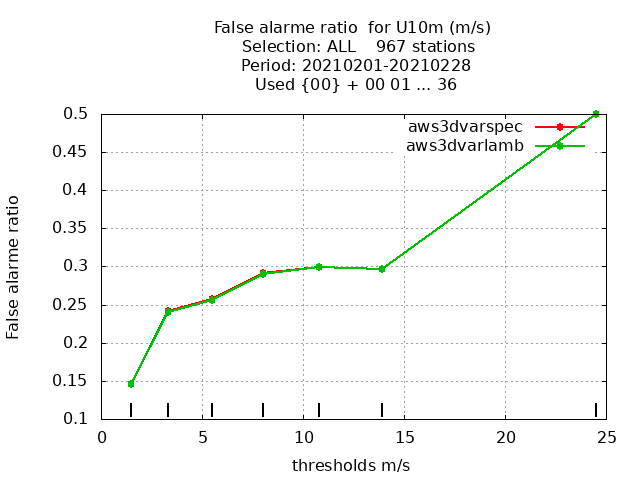 False alarme ratio  for U10m (m/s)
Selection: ALL    967 stations
Period: 20210201-20210228
Used {00} + 00 01 ... 36
aws3dvarspec
aws3dvarlamb
False alarme ratio
0.5
0.45
0.4
0.35
0.3
0.25
0.2
0.15
0.1
0 5 10 15 20 25
thresholds m/s